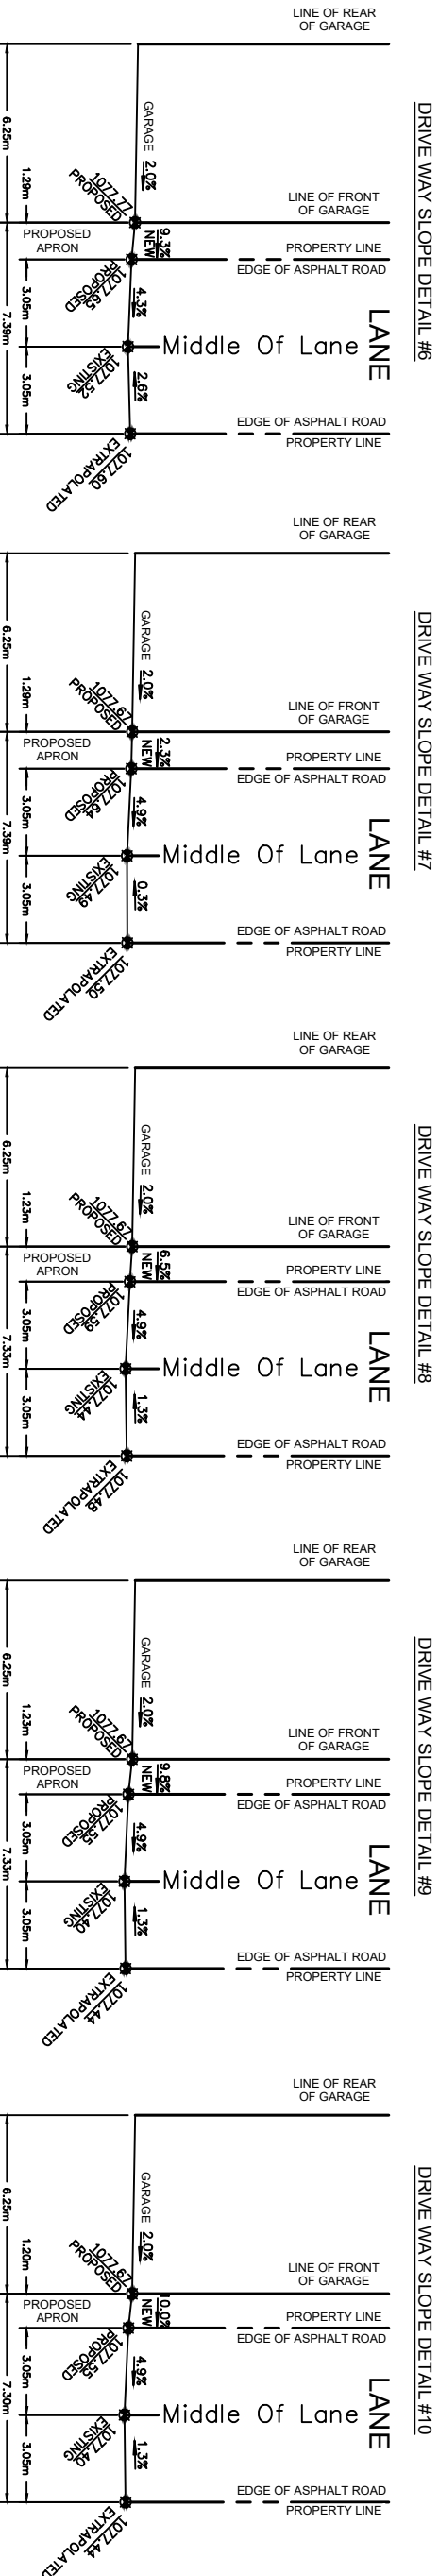 DRIVE WAY SLOPE DETAIL #6
LINE OF REAR
OF GARAGE
LINE OF FRONT
OF GARAGE
PROPERTY LINE
EDGE OF ASPHALT ROAD
LANE
Middle Of Lane
EDGE OF ASPHALT ROAD
PROPERTY LINE
GARAGE 2.0%
9.3%
NEW
4.3%
2.6%
1077.77
PROPOSED
1077.65
PROPOSED
1077.52
EXISTING
1077.60
EXTRAPOLATED
PROPOSED
APRON
1.29m
3.05m
3.05m
6.25m
7.39m
DRIVE WAY SLOPE DETAIL #7
LINE OF REAR
OF GARAGE
LINE OF FRONT
OF GARAGE
PROPERTY LINE
EDGE OF ASPHALT ROAD
LANE
Middle Of Lane
EDGE OF ASPHALT ROAD
PROPERTY LINE
GARAGE 2.0%
2.3%
NEW
4.9%
0.3%
1077.67
PROPOSED
1077.64
PROPOSED
1077.49
EXISTING
1077.50
EXTRAPOLATED
PROPOSED
APRON
1.29m
3.05m
3.05m
6.25m
7.39m
DRIVE WAY SLOPE DETAIL #8
LINE OF REAR
OF GARAGE
LINE OF FRONT
OF GARAGE
PROPERTY LINE
EDGE OF ASPHALT ROAD
LANE
Middle Of Lane
EDGE OF ASPHALT ROAD
PROPERTY LINE
GARAGE 2.0%
6.5%
NEW
4.9%
1.3%
1077.67
PROPOSED
1077.59
PROPOSED
1077.44
EXISTING
1077.48
EXTRAPOLATED
PROPOSED
APRON
1.23m
3.05m
3.05m
6.25m
7.33m
DRIVE WAY SLOPE DETAIL #9
LINE OF REAR
OF GARAGE
LINE OF FRONT
OF GARAGE
PROPERTY LINE
EDGE OF ASPHALT ROAD
LANE
Middle Of Lane
EDGE OF ASPHALT ROAD
PROPERTY LINE
GARAGE 2.0%
9.8%
NEW
4.9%
1.3%
1077.67
PROPOSED
1077.55
PROPOSED
1077.40
EXISTING
1077.44
EXTRAPOLATED
PROPOSED
APRON
1.23m
3.05m
3.05m
6.25m
7.33m
DRIVE WAY SLOPE DETAIL #10
LINE OF REAR
OF GARAGE
LINE OF FRONT
OF GARAGE
PROPERTY LINE
EDGE OF ASPHALT ROAD
LANE
Middle Of Lane
EDGE OF ASPHALT ROAD
PROPERTY LINE
GARAGE 2.0%
10.0%
NEW
4.9%
1.3%
1077.67
PROPOSED
1077.55
PROPOSED
1077.40
EXISTING
1077.44
EXTRAPOLATED
PROPOSED
APRON
1.20m
3.05m
3.05m
6.25m
7.30m